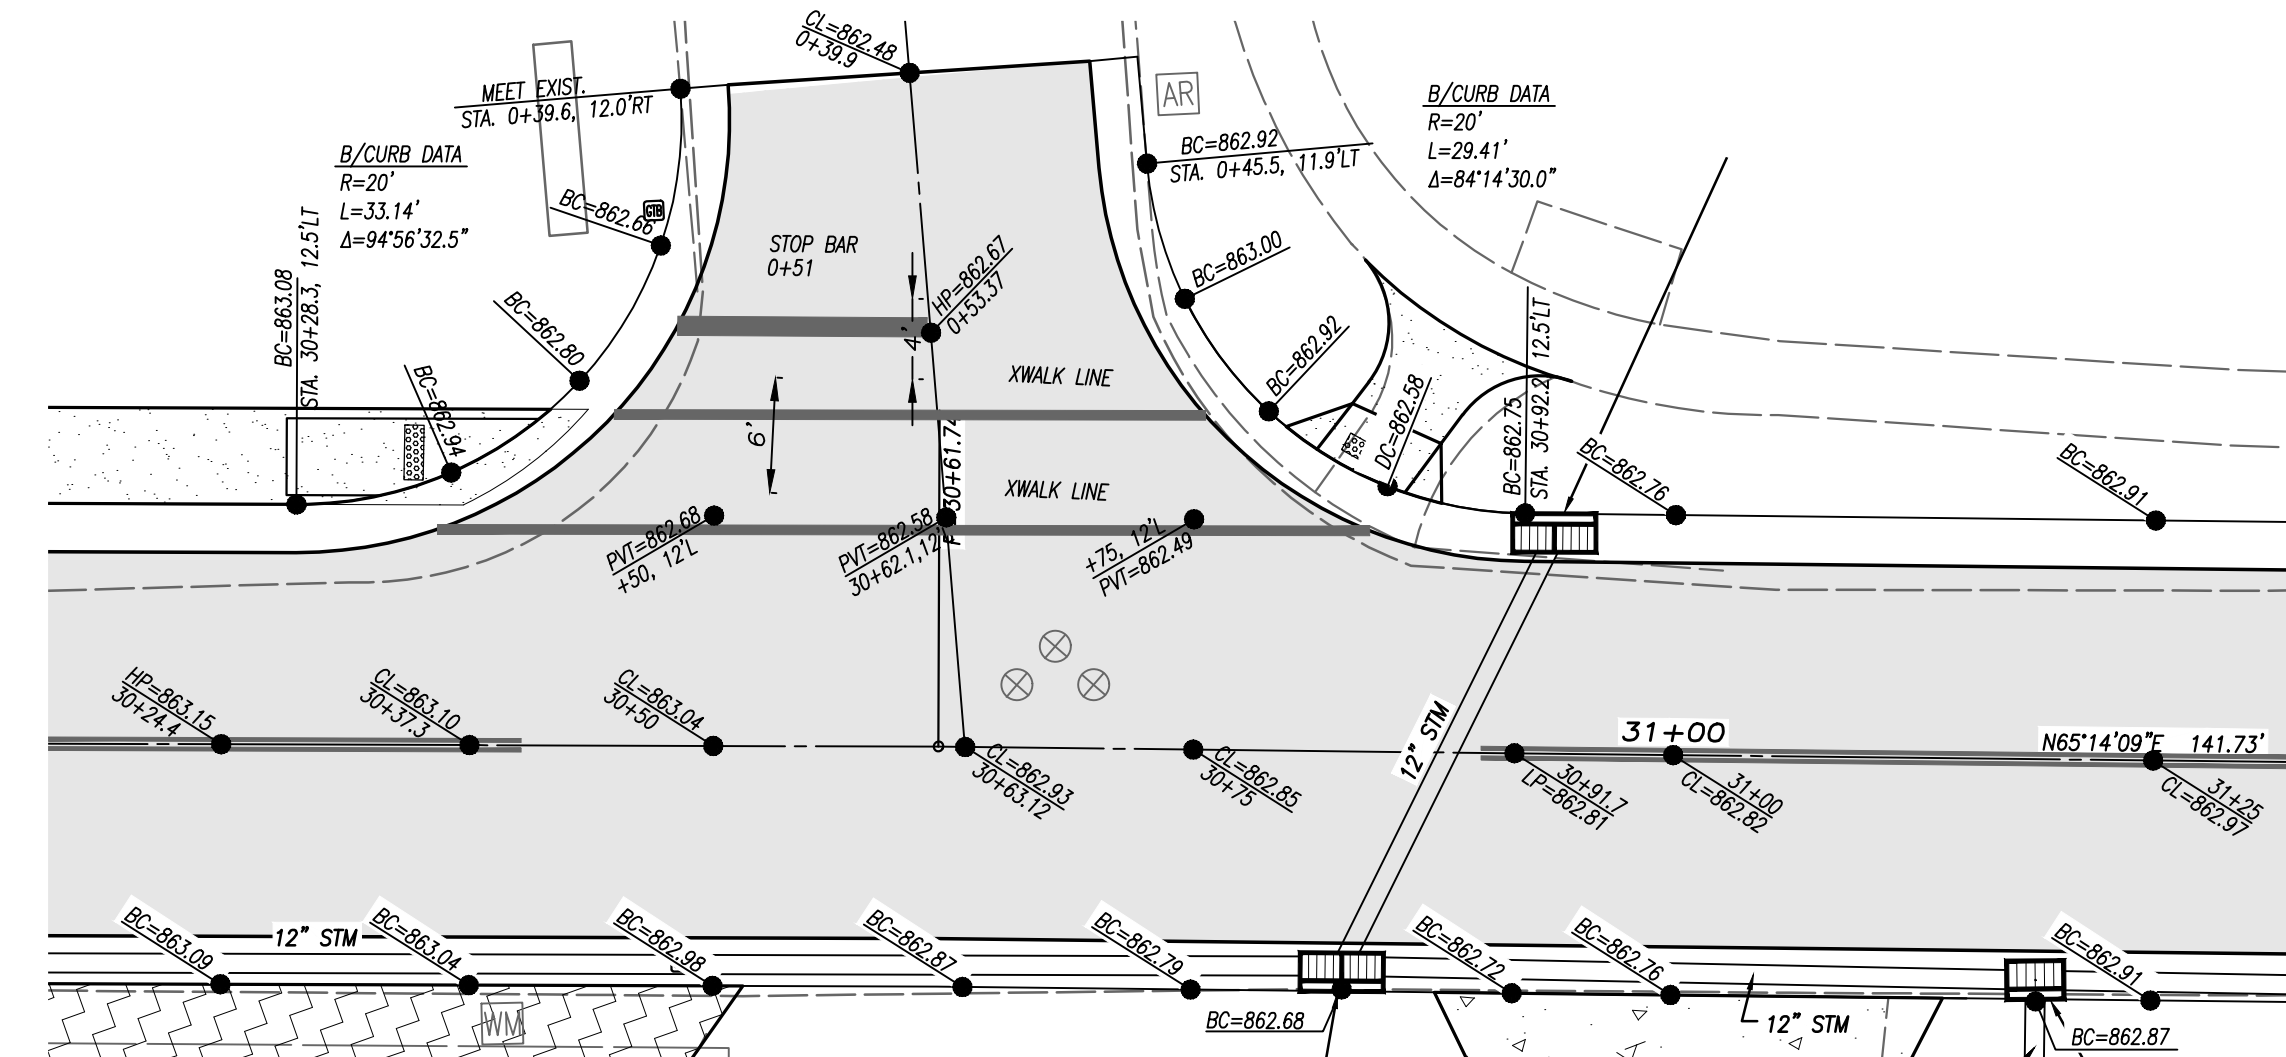 CL=862.48
0+39.9
MEET EXIST.
STA. 0+39.6, 12.0'RT
B/CURB DATA
R=20'
L=33.14'
Δ=94°56'32.5"
BC=862.66
GTB
AR
BC=862.92
STA. 0+45.5, 11.9'LT
B/CURB DATA
R=20'
L=29.41'
Δ=84°14'30.0"
STOP BAR
0+51
BC=863.08
STA. 30+28.3, 12.5'LT
BC=862.80
BC=862.94
HP=862.67
0+53.37
BC=863.00
BC=862.92
4'
6'
XWALK LINE
XWALK LINE
DC=862.58
BC=862.75
STA. 30+92.2, 12.5'LT
BC=862.76
BC=862.91
PVT=862.68
+50, 12'L
PVT=862.58
30+62.1, 12'
30+61.74
+75, 12'L
PVT=862.49
HP=863.15
30+24.4
CL=863.10
30+37.3
CL=863.04
30+50
CL=862.93
30+63.12
CL=862.85
30+75
12" STM
30+91.7
LP=862.81
31+00
31+00
CL=862.82
N65°14'09"E 141.73'
31+25
CL=862.97
BC=863.09
12" STM
BC=863.04
BC=862.98
BC=862.87
BC=862.79
BC=862.72
BC=862.76
BC=862.91
WM
BC=862.68
12" STM
BC=862.87